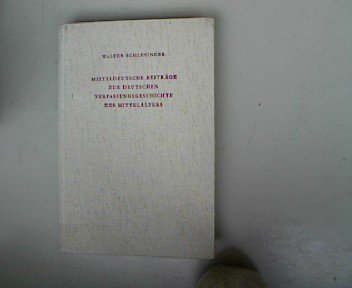 WALTER SCHLESINGER
MITTELDEUTSCHE BEITRÄGE
ZUR DEUTSCHEN
VERFASSUNGSGESCHICHTE
DES MITTELALTERS